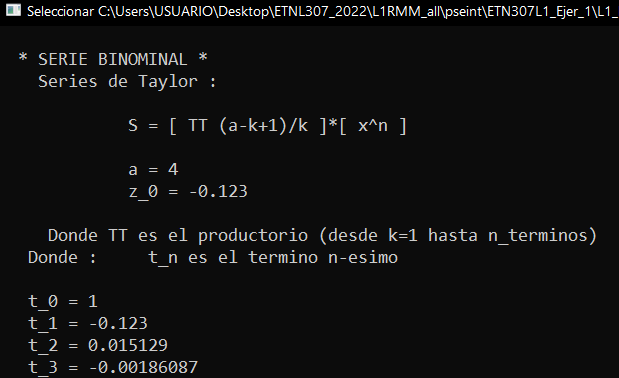 Seleccionar C:\Users\USUARIO\Desktop\ETNL307_2022\L1RMM_all\pseint\ETN307L1_Ejer_1\L1_
* SERIE BINOMINAL *
Series de Taylor :
S = [ TT (a-k+1)/k ]*[ x^n ]
a = 4
z_0 = -0.123
Donde TT es el productorio (desde k=1 hasta n_terminos)
Donde :     t_n es el termino n-esimo
t_0 = 1
t_1 = -0.123
t_2 = 0.015129
t_3 = -0.00186087